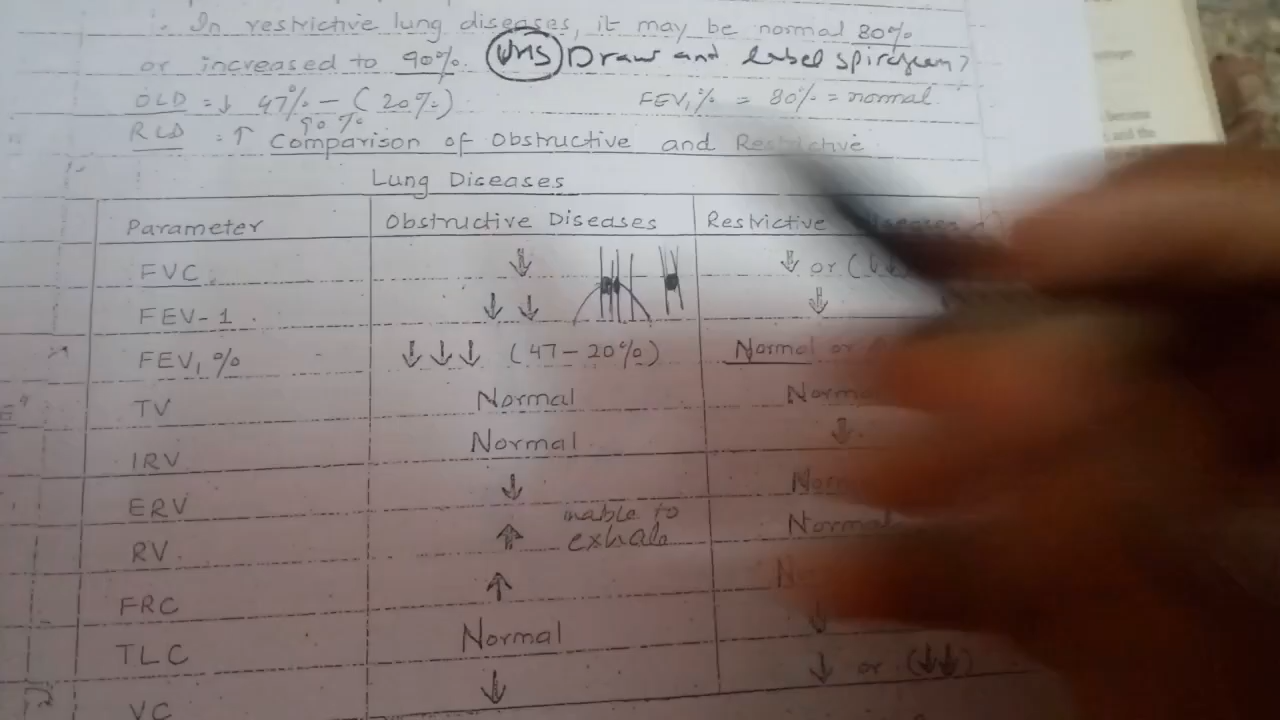 In restrictive lung diseases, it may be normal 80%
or increased to 90%. UHS Draw and label spirogram?
OLD = ↓ 47% – (20%) FEV₁% = 80% = normal.
90%
RLD = ↑ Comparison of Obstructive and Restrictive
Lung Diseases
Parameter Obstructive Diseases Restrictive Diseases
FVC ↓ ↓ or (↓↓
FEV-1 ↓↓ ↓
FEV₁% ↓↓↓ (47 – 20%) Normal or
TV Normal
IRV Normal ↓
ERV ↓
RV ↑ unable to exhale Normal
FRC ↑
TLC Normal ↓
VC ↓ ↓ or (↓↓)